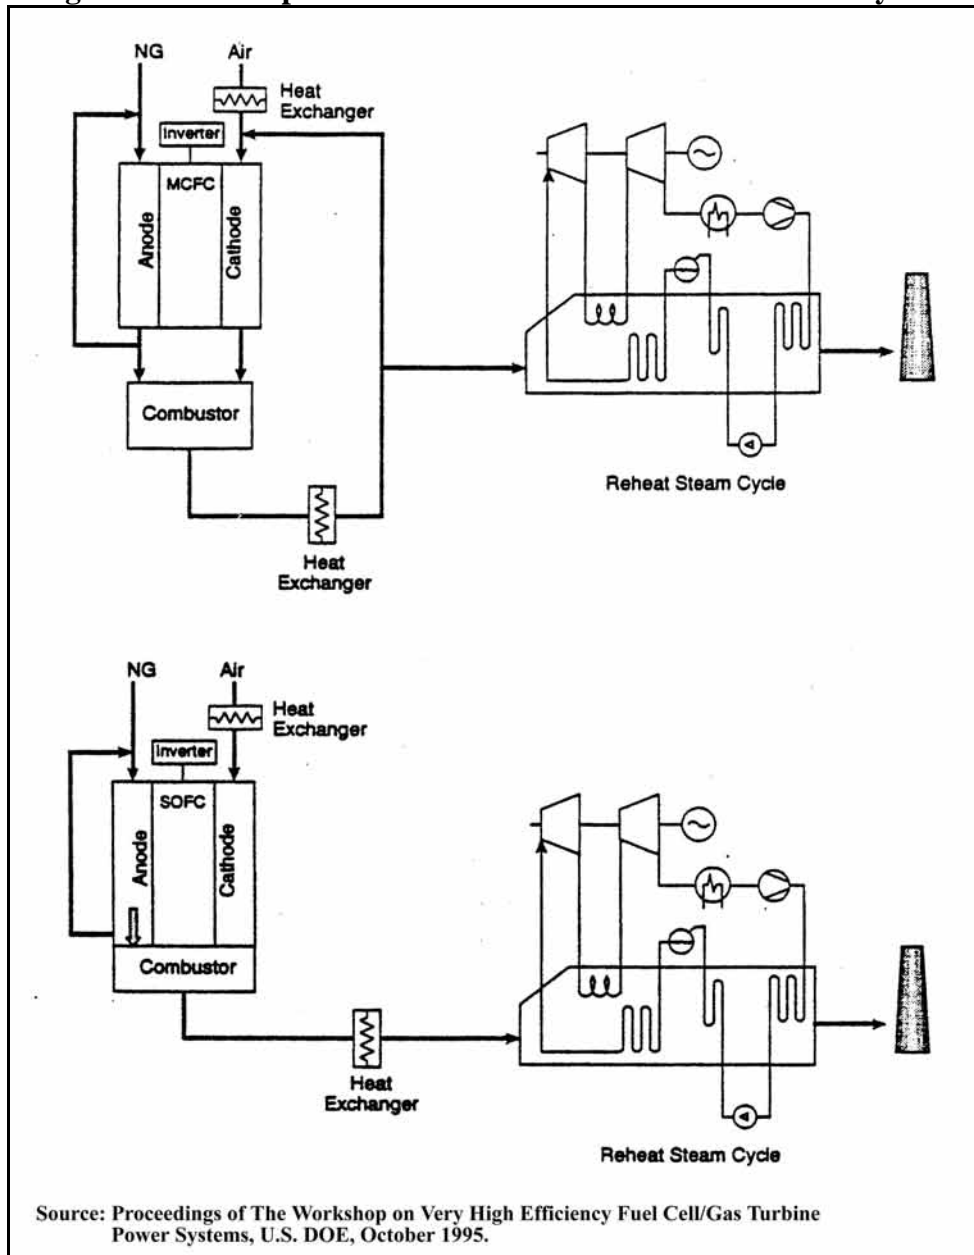 NG
Air
Heat
Exchanger
Inverter
MCFC
Anode
Cathode
Combustor
Heat
Exchanger
Reheat Steam Cycle
NG
Air
Heat
Exchanger
Inverter
SOFC
Anode
Cathode
Combustor
Heat
Exchanger
Reheat Steam Cycle
Source: Proceedings of The Workshop on Very High Efficiency Fuel Cell/Gas Turbine
Power Systems, U.S. DOE, October 1995.